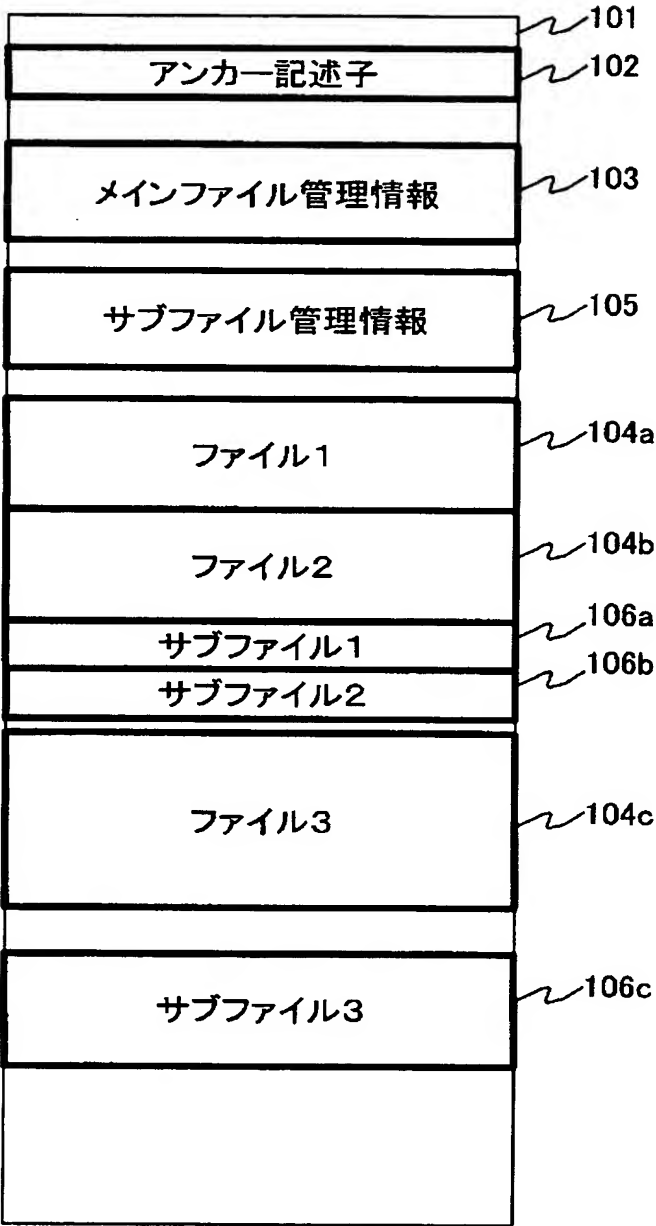 101
アンカー記述子 102
メインファイル管理情報 103
サブファイル管理情報 105
ファイル1 104a
ファイル2 104b
サブファイル1 106a
サブファイル2 106b
ファイル3 104c
サブファイル3 106c